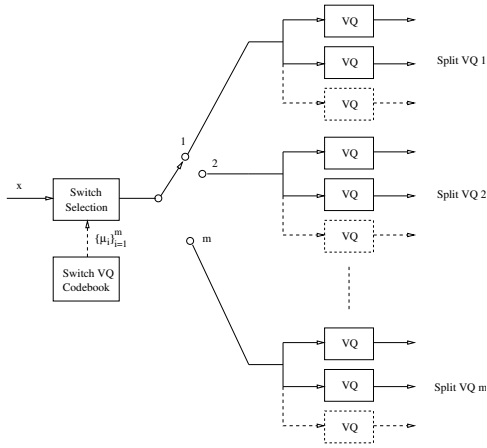 VQ
VQ
Split VQ 1
VQ
1
VQ
2
x
Switch
Selection
VQ
Split VQ 2
VQ
{μi}m i=1
m
Switch VQ
Codebook
VQ
VQ
Split VQ m
VQ